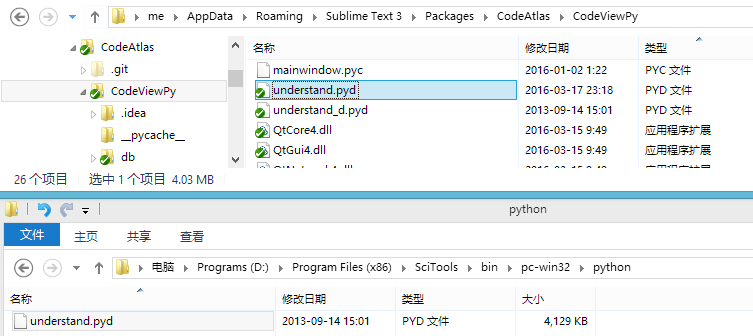 me ▸ AppData ▸ Roaming ▸ Sublime Text 3 ▸ Packages ▸ CodeAtlas ▸ CodeViewPy ▸
CodeAtlas
.git
CodeViewPy
.idea
__pycache__
db
名称 修改日期 类型
mainwindow.pyc 2016-01-02 1:22 PYC 文件
understand.pyd 2016-03-17 23:18 PYD 文件
understand_d.pyd 2013-09-14 15:01 PYD 文件
QtCore4.dll 2016-03-15 9:49 应用程序扩展
QtGui4.dll 2016-03-15 9:49 应用程序扩展
26 个项目 选中 1 个项目 4.03 MB
python
文件 主页 共享 查看
电脑 ▸ Programs (D:) ▸ Program Files (x86) ▸ SciTools ▸ bin ▸ pc-win32 ▸ python
名称 修改日期 类型 大小
understand.pyd 2013-09-14 15:01 PYD 文件 4,129 KB